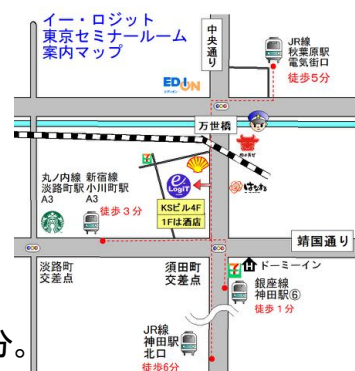 イー・ロジット
東京セミナールーム
案内マップ
中央通り
JR線
秋葉原駅
電気街口
徒歩5分
EDION
万世橋
丸ノ内線
淡路町駅
A3
新宿線
小川町駅
A3
徒歩3分
e
LogiT
KSビル4F
1Fは酒店
靖国通り
淡路町
交差点
須田町
交差点
ドーミーイン
銀座線
神田駅⑥
徒歩1分
JR線
神田駅
北口
徒歩6分
分。